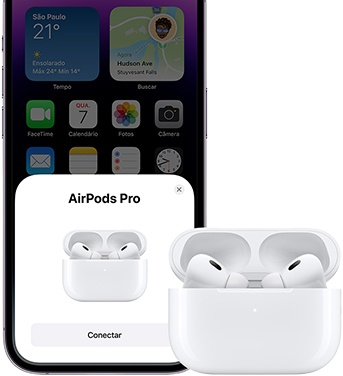 São Paulo
21°
Ensolarado
Máx 24° Mín 14°
Hudson Ave
Stuyvesant Falls
Tempo
Buscar
QUA.
7
FaceTime
Calendário
Fotos
Câmera
AirPods Pro
Conectar